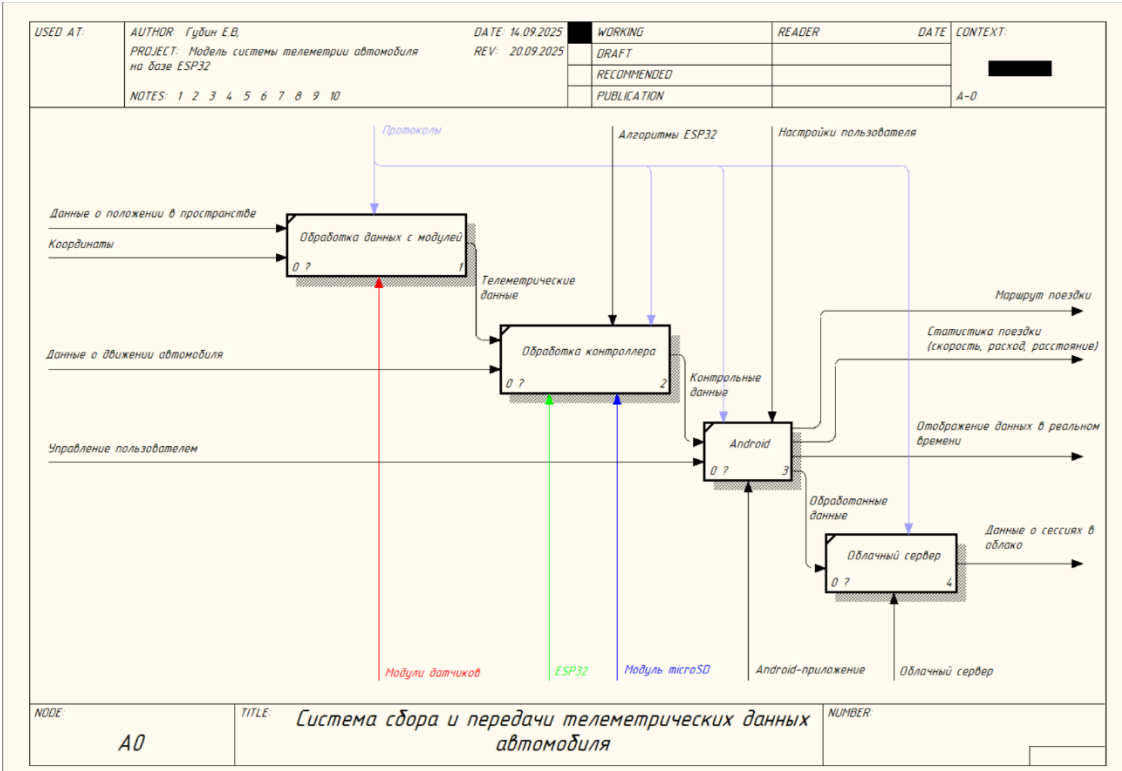 USED AT:
AUTHOR: Губин Е.В,
DATE: 14.09.2025
PROJECT: Модель системы телеметрии автомобиля
на базе ESP32
REV: 20.09.2025
NOTES: 1 2 3 4 5 6 7 8 9 10
WORKING
DRAFT
RECOMMENDED
PUBLICATION
READER
DATE
CONTEXT:
A-0
Протоколы
Алгоритмы ESP32
Настройки пользователя
Данные о положении в пространстве
Координаты
Обработка данных с модулей
0 ?
1
Телеметрические
данные
Маршрут поездки
Статистика поездки
(скорость, расход, расстояние)
Данные о движении автомобиля
Обработка контроллера
0 ?
2
Контрольные
данные
Отображение данных в реальном
времени
Управление пользователем
Android
0 ?
3
Обработанные
данные
Данные о сессиях в
облако
Облачный сервер
0 ?
4
Модули датчиков
ESP32
Модуль microSD
Android-приложение
Облачный сервер
NODE:
A0
TITLE:
Система сбора и передачи телеметрических данных
автомобиля
NUMBER: